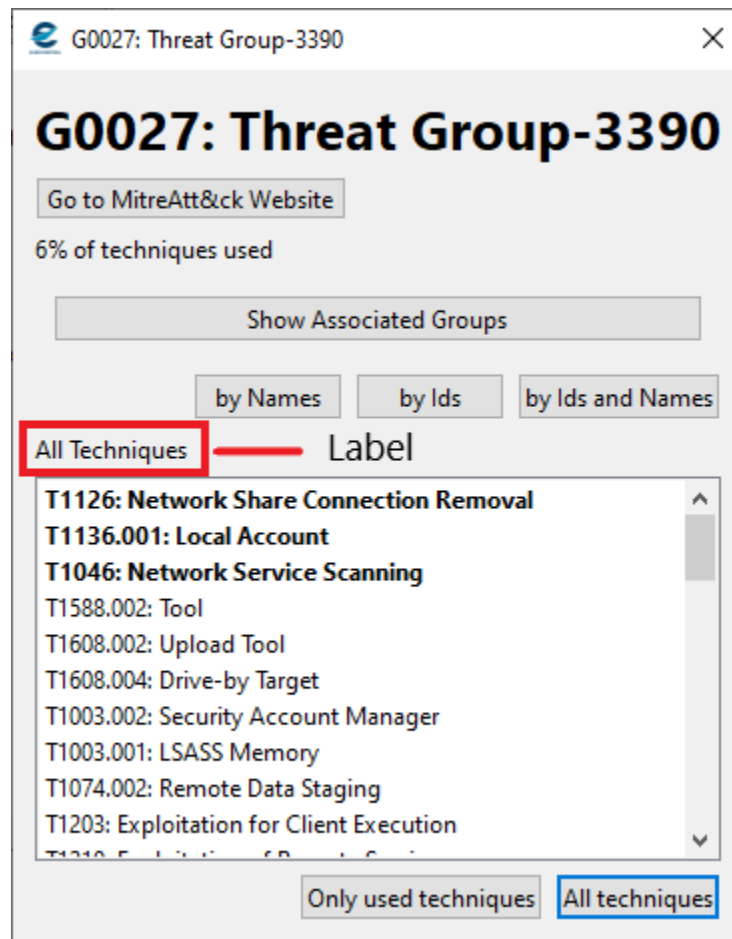 G0027: Threat Group-3390
G0027: Threat Group-3390
Go to MitreAtt&ck Website
6% of techniques used
Show Associated Groups
by Names by Ids by Ids and Names
All Techniques Label
T1126: Network Share Connection Removal
T1136.001: Local Account
T1046: Network Service Scanning
T1588.002: Tool
T1608.002: Upload Tool
T1608.004: Drive-by Target
T1003.002: Security Account Manager
T1003.001: LSASS Memory
T1074.002: Remote Data Staging
T1203: Exploitation for Client Execution
Only used techniques All techniques